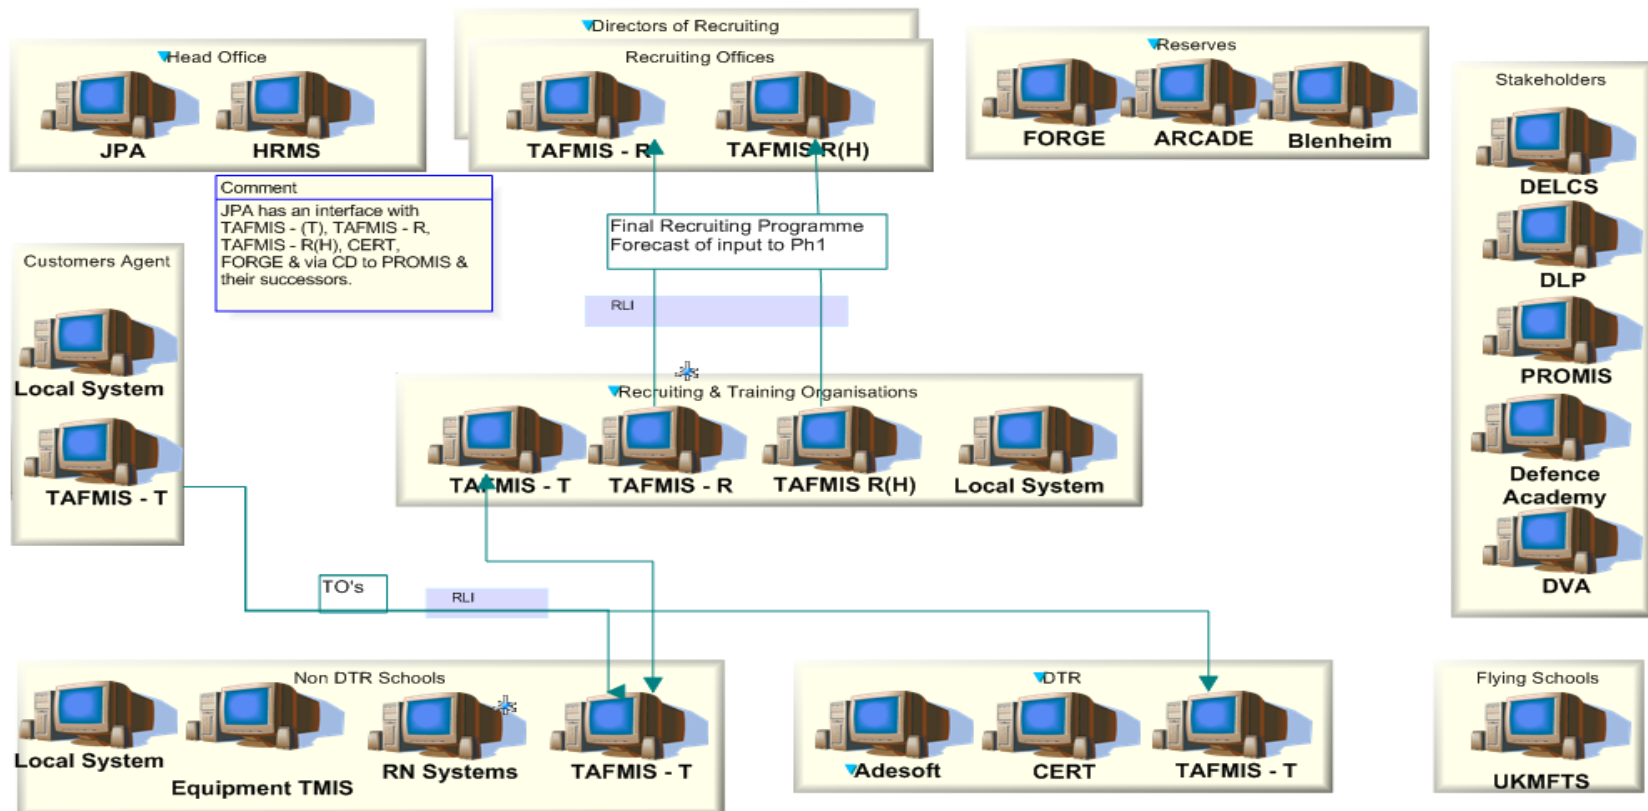 Directors of Recruiting
Head Office
JPA
HRMS
Recruiting Offices
TAFMIS - R
TAFMIS R(H)
Reserves
FORGE
ARCADE
Blenheim
Stakeholders
DELCS
DLP
PROMIS
Defence
Academy
DVA
Comment
JPA has an interface with
TAFMIS - (T), TAFMIS - R,
TAFMIS - R(H), CERT,
FORGE & via CD to PROMIS &
their successors.
Final Recruiting Programme
Forecast of input to Ph1
RLI
Customers Agent
Local System
TAFMIS - T
Recruiting & Training Organisations
TAFMIS - T
TAFMIS - R
TAFMIS R(H)
Local System
TO's
RLI
Non DTR Schools
Local System
Equipment TMIS
RN Systems
TAFMIS - T
DTR
Adesoft
CERT
TAFMIS - T
Flying Schools
UKMFTS